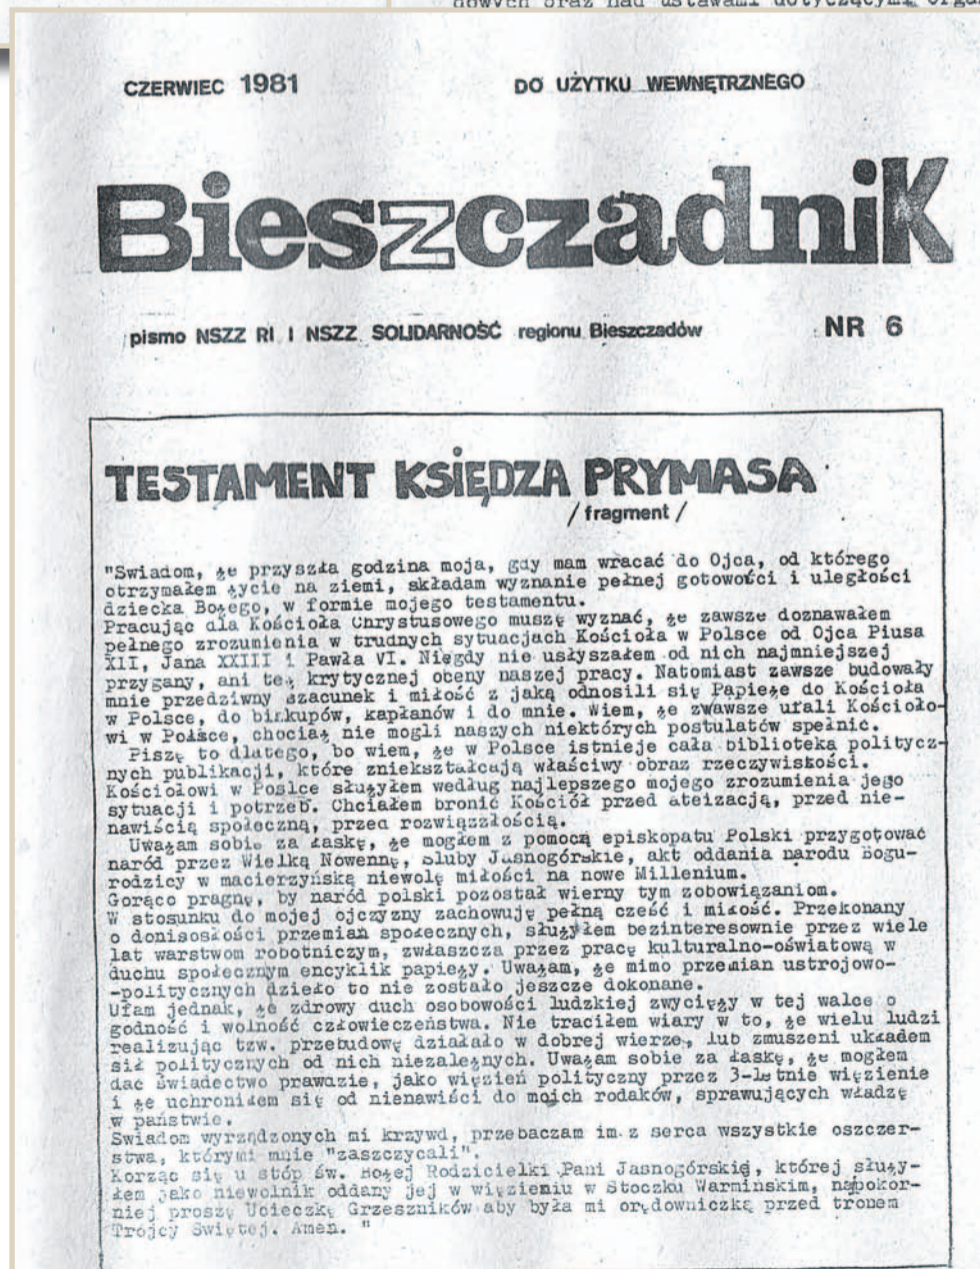 nowych oraz nad ustawami dotyczącymi orga
CZERWIEC 1981 DO UŻYTKU WEWNĘTRZNEGO
Bieszczadnik
pismo NSZZ RI I NSZZ SOLIDARNOŚĆ regionu Bieszczadów NR 6
TESTAMENT KSIĘDZA PRYMASA
/ fragment /
"Swiadom, że przyszła godzina moja, gdy mam wracać do Ojca, od którego
otrzymałem życie na ziemi, składam wyznanie pełnej gotowości i uległości
dziecka Bożego, w formie mojego testamentu.
Pracując dla Kościoła Chrystusowego muszę wyznać, że zawsze doznawałem
pełnego zrozumienia w trudnych sytuacjach Kościoła w Polsce od Ojca Piusa
XII, Jana XXIII i Pawła VI. Nigdy nie usłyszałem od nich najmniejszej
przygany, ani też krytycznej oceny naszej pracy. Natomiast zawsze budowały
mnie przedziwny szacunek i miłość z jaką odnosili się Papieże do Kościoła
w Polsce, do biskupów, kapłanów i do mnie. Wiem, że zwawsze ufali Kościoło-
wi w Polsce, chociaż nie mogli naszych niektórych postulatów spełnić.
Piszę to dlatego, bo wiem, że w Polsce istnieje cała biblioteka politycz-
nych publikacji, które zniekształcają właściwy obraz rzeczywistości.
Kościołowi w Poslce służyłem według najlepszego mojego zrozumienia jego
sytuacji i potrzeb. Chciałem bronić Kościół przed ateizacją, przed nie-
nawiścią społeczną, przed rozwiązłością.
Uważam sobie za łaskę, że mogłem z pomocą episkopatu Polski przygotować
naród przez Wielką Nowennę, śluby Jasnogórskie, akt oddania narodu Bogu-
rodzicy w macierzyńską niewolę miłości na nowe Millenium.
Gorąco pragnę, by naród polski pozostał wierny tym zobowiązaniom.
W stosunku do mojej ojczyzny zachowuję pełną cześć i miłość. Przekonany
o donisosłości przemian społecznych, służyłem bezinteresownie przez wiele
lat warstwom robotniczym, zwłaszcza przez pracę kulturalno-oświatową w
duchu społecznym encyklik papieży. Uważam, że mimo przemian ustrojowo-
-politycznych dzieło to nie zostało jeszcze dokonane.
Ufam jednak, że zdrowy duch osobowości ludzkiej zwycięży w tej walce o
godność i wolność człowieczeństwa. Nie traciłem wiary w to, że wielu ludzi
realizując tzw. przebudowę działało w dobrej wierze, lub zmuszeni układem
sił politycznych od nich niezależnych. Uważam sobie za łaskę, że mogłem
dać świadectwo prawdzie, jako więzień polityczny przez 3-letnie więzienie
i że uchroniłem się od nienawiści do moich rodaków, sprawujących władzę
w państwie.
Swiadom wyrządzonych mi krzywd, przebaczam im z serca wszystkie oszczer-
stwa, którymi mnie "zaszczycali".
Korząc się u stóp św. Bożej Rodzicielki Pani Jasnogórskię, której służy-
łem jako niewolnik oddany jej w więzieniu w Stoczku Warmińskim, najpokor-
niej proszę Ucieczkę Grzeszników aby była mi orędowniczką przed tronem
Trójcy Świętej. Amen. "